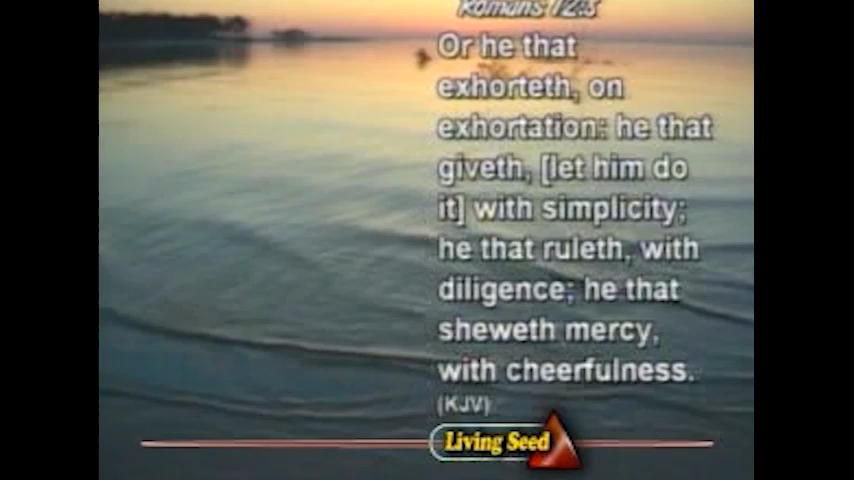 Romans 12:8
Or he that
exhorteth, on
exhortation: he that
giveth, [let him do
it] with simplicity;
he that ruleth, with
diligence; he that
sheweth mercy,
with cheerfulness.
(KJV)
Living Seed